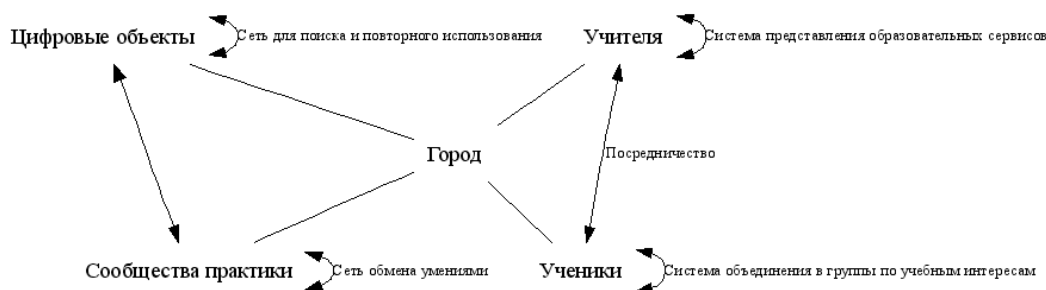 Цифровые объекты
Сеть для поиска и повторного использования
Учителя
Система представления образовательных сервисов
Город
Посредничество
Сообщества практики
Сеть обмена умениями
Ученики
Система объединения в группы по учебным интересам